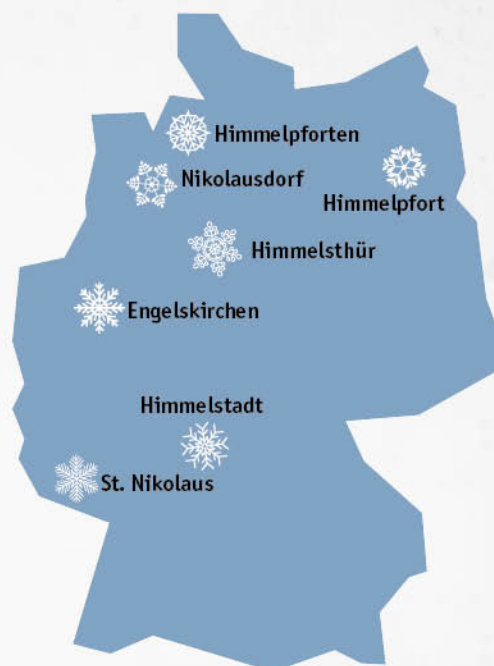 Himmelpforten
Nikolausdorf
Himmelpfort
Himmelsthür
Engelskirchen
Himmelstadt
St. Nikolaus